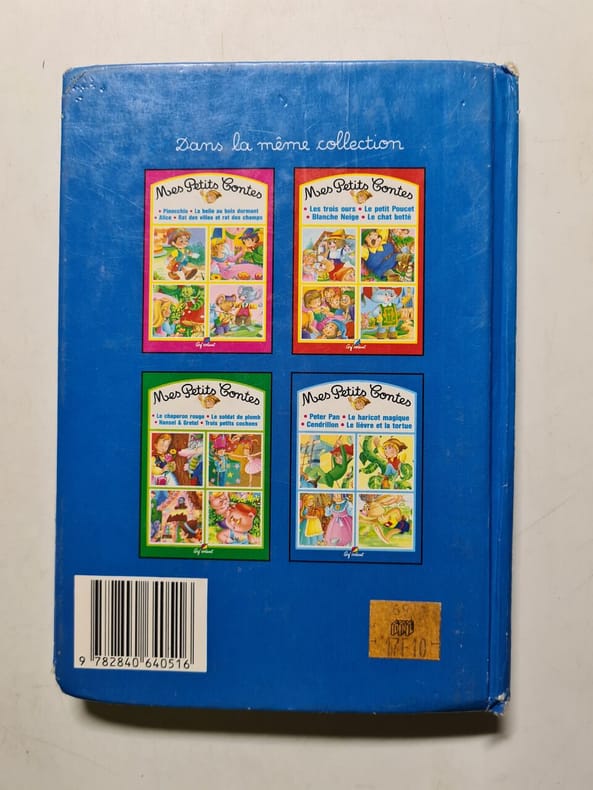 Dans la même collection
Mes Petits Contes
• Pinocchio • La belle au bois dormant
• Alice • Rat des villes et rat des champs
Mes Petits Contes
• Les trois ours • Le petit Poucet
• Blanche Neige • Le chat botté
Mes Petits Contes
• Le chaperon rouge • Le soldat de plomb
• Hansel & Gretel • Trois petits cochons
Mes Petits Contes
• Peter Pan • Le haricot magique
• Cendrillon • Le lièvre et la tortue
9 782840 640516
17F10